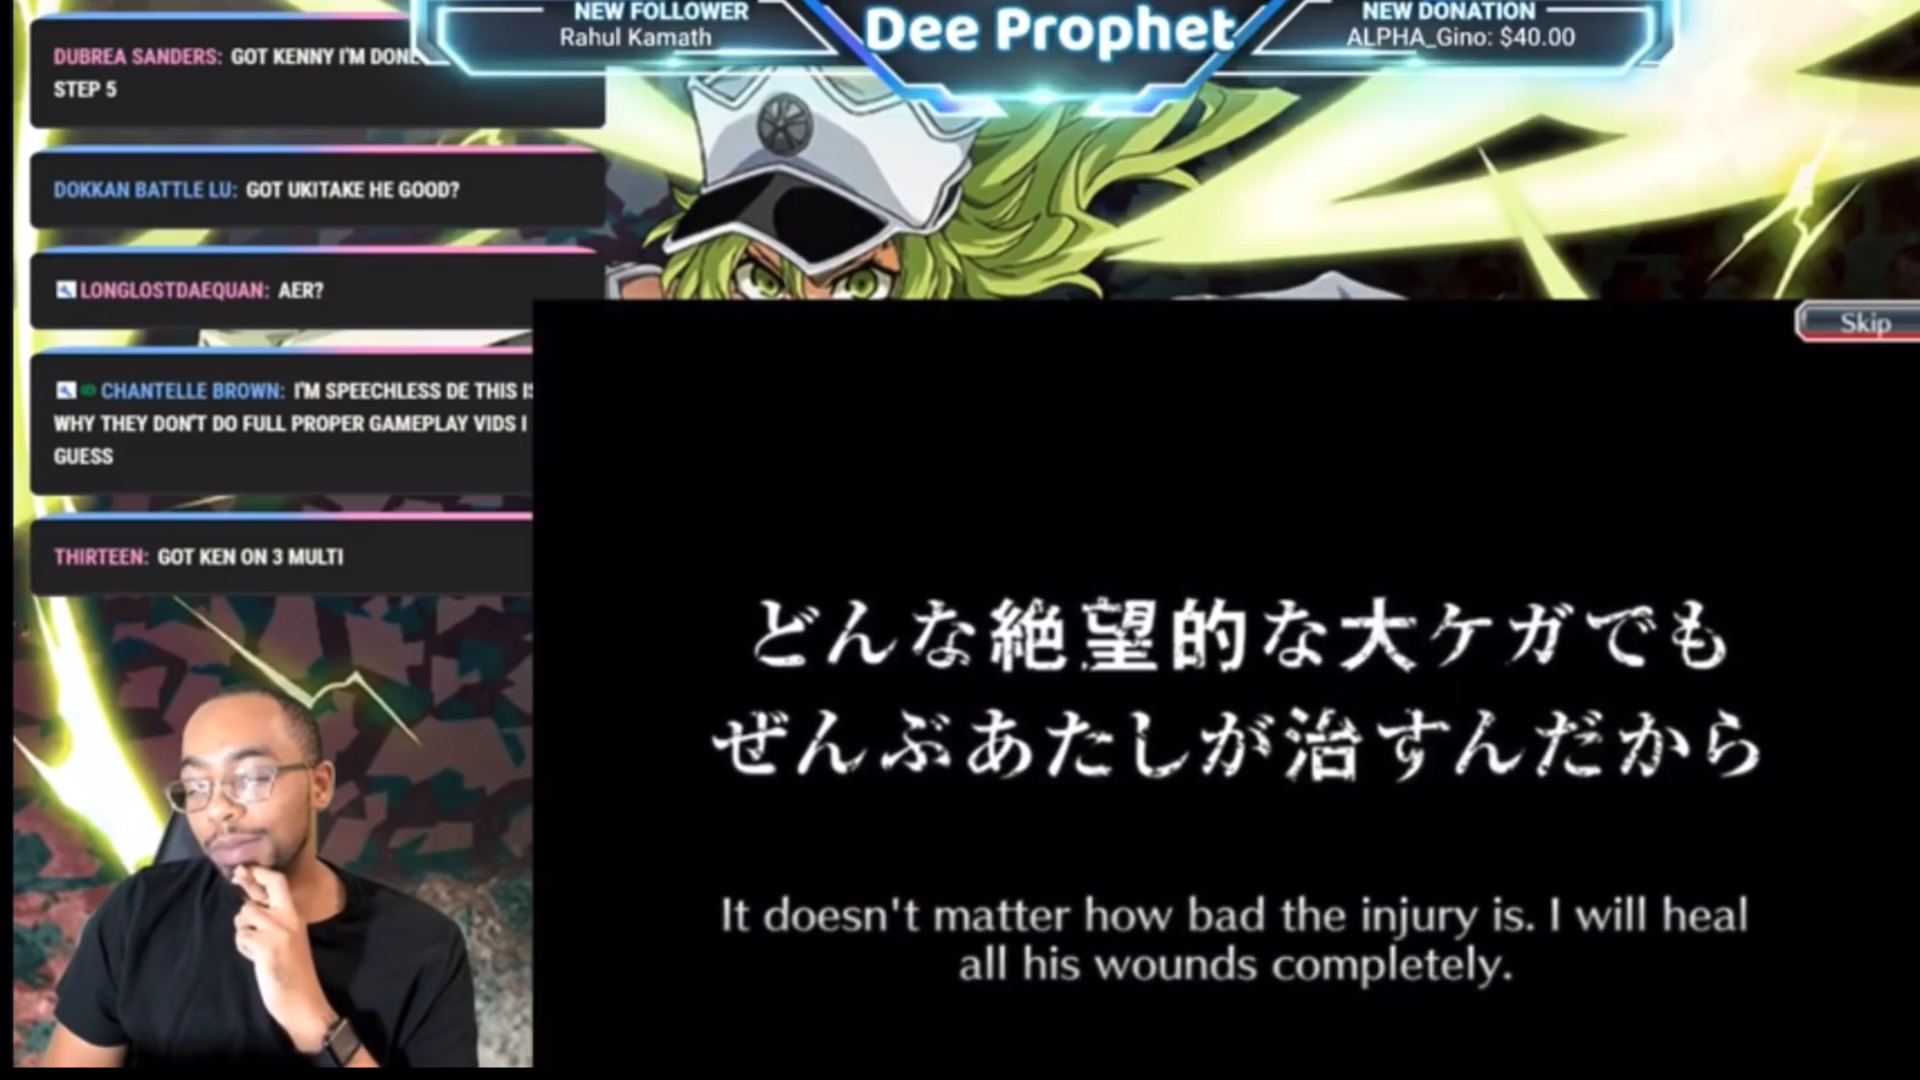 NEW FOLLOWER
Rahul Kamath
Dee Prophet
NEW DONATION
ALPHA_Gino: $40.00
DUBREA SANDERS: GOT KENNY I'M DONE
STEP 5
DOKKAN BATTLE LU: GOT UKITAKE HE GOOD?
LONGLOSTDAEQUAN: AER?
CHANTELLE BROWN: I'M SPEECHLESS DE THIS IS
WHY THEY DON'T DO FULL PROPER GAMEPLAY VIDS I
GUESS
THIRTEEN: GOT KEN ON 3 MULTI
Skip
どんな絶望的な大ケガでも
ぜんぶあたしが治すんだから
It doesn't matter how bad the injury is. I will heal
all his wounds completely.